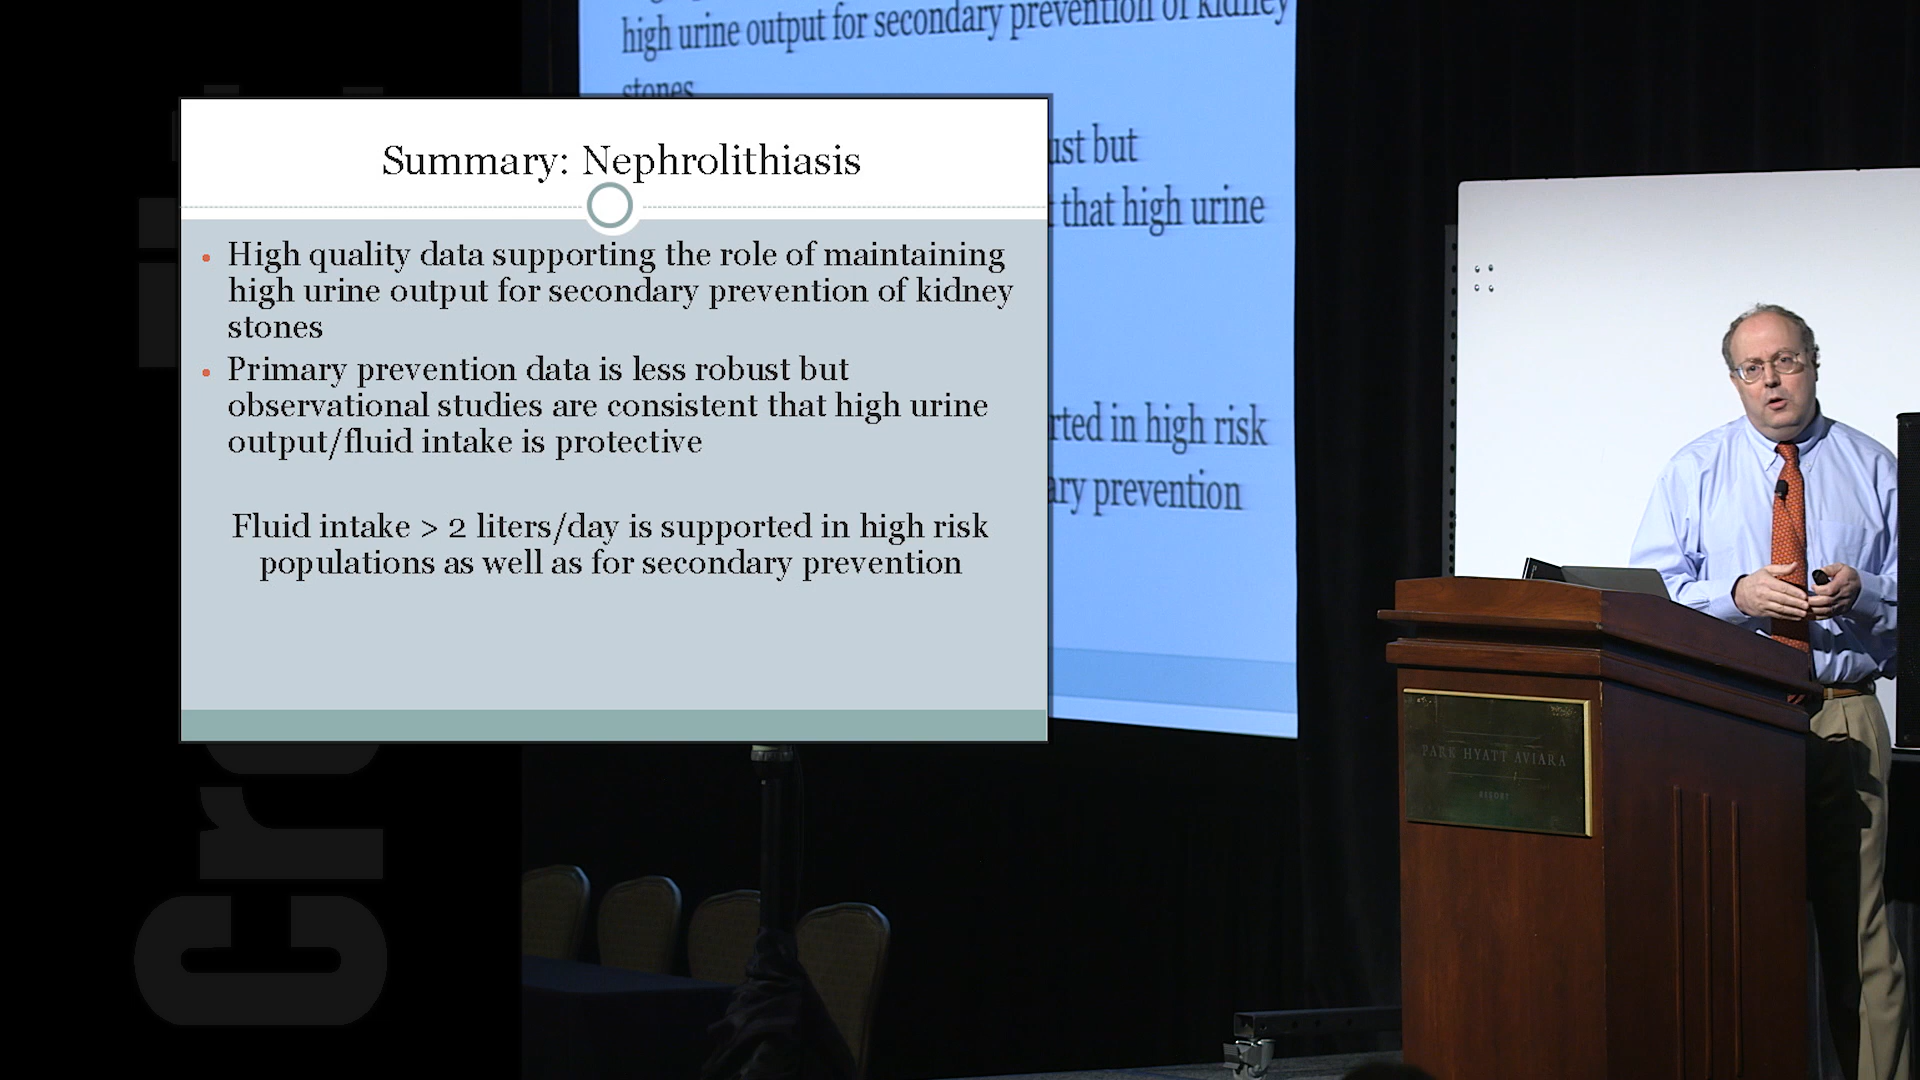 Summary: Nephrolithiasis
• High quality data supporting the role of maintaining
high urine output for secondary prevention of kidney
stones
• Primary prevention data is less robust but
observational studies are consistent that high urine
output/fluid intake is protective
Fluid intake > 2 liters/day is supported in high risk
populations as well as for secondary prevention
high urine output for secondary prevention of kidney
stones
ust but
that high urine
rted in high risk
ary prevention
PARK HYATT AVIARA
RESORT
Cr